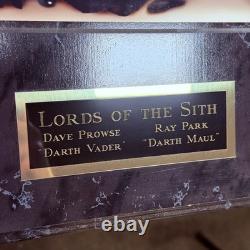 LORDS OF THE SITH
DAVE PROWSE RAY PARK
DARTH VADER" "DARTH MAUL"
ebay